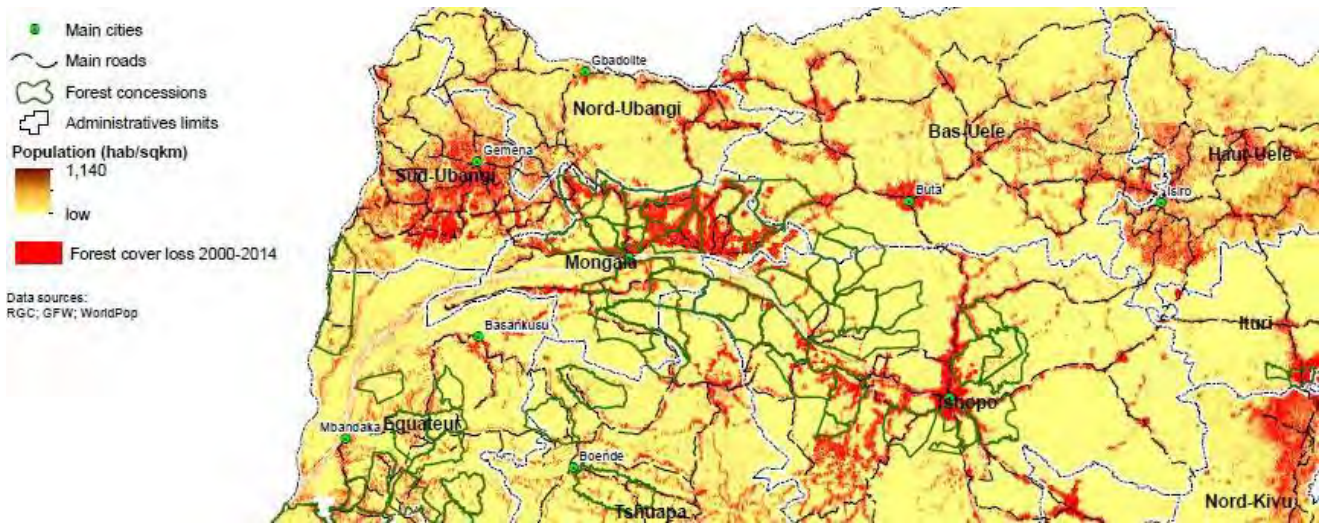 Main cities
Main roads
Forest concessions
Administratives limits
Population (hab/sqkm)
1,140
low
Forest cover loss 2000-2014
Data sources:
RGC; GFW; WorldPop
Gbadolite
Nord-Ubangi
Bas-Uele
Gemena
Sud-Ubangi
Haut-Uele
Buta
Isiro
Mongala
Ituri
Basankusu
Tshopo
Mbandaka
Equateur
Boende
Nord-Kivu
Tshuapa